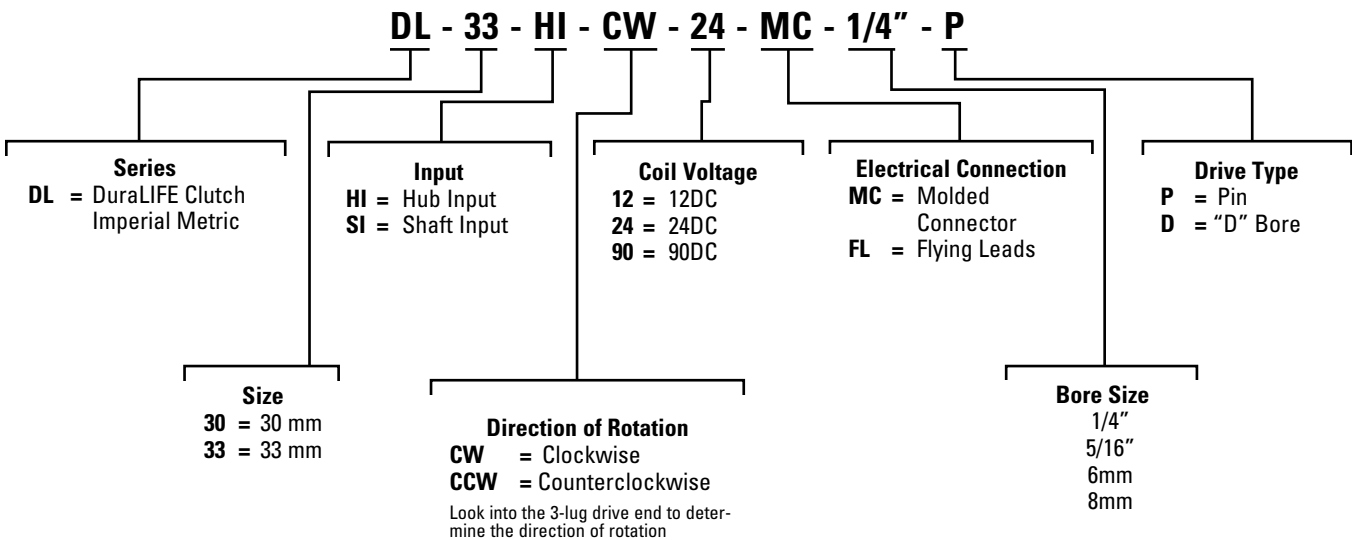 DL - 33 - HI - CW - 24 - MC - 1/4" - P
Series
DL = DuraLIFE Clutch
Imperial Metric
Input
HI = Hub Input
SI = Shaft Input
Coil Voltage
12 = 12DC
24 = 24DC
90 = 90DC
Electrical Connection
MC = Molded
Connector
FL = Flying Leads
Drive Type
P = Pin
D = “D” Bore
Size
30 = 30 mm
33 = 33 mm
Direction of Rotation
CW = Clockwise
CCW = Counterclockwise
Look into the 3-lug drive end to deter-
mine the direction of rotation
Bore Size
1/4"
5/16"
6mm
8mm